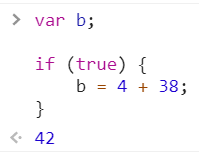 > var b;
if (true) {
    b = 4 + 38;
}
<· 42